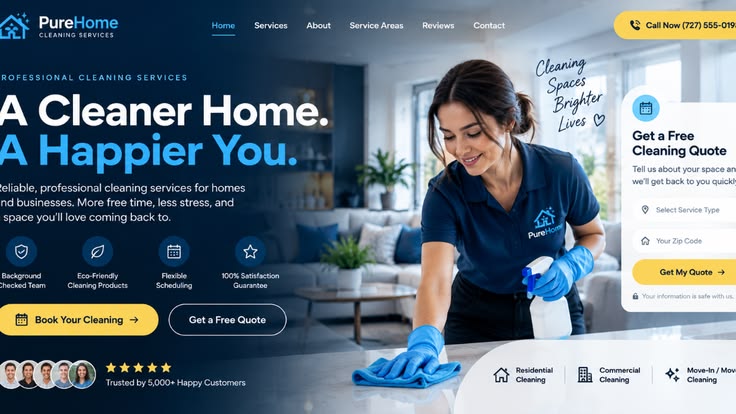 PureHome
CLEANING SERVICES
Home
Services
About
Service Areas
Reviews
Contact
Call Now (727) 555-019
PROFESSIONAL CLEANING SERVICES
A Cleaner Home.
A Happier You.
Reliable, professional cleaning services for homes
and businesses. More free time, less stress, and
a space you'll love coming back to.
Background
Checked Team
Eco-Friendly
Cleaning Products
Flexible
Scheduling
100% Satisfaction
Guarantee
Book Your Cleaning →
Get a Free Quote
Trusted by 5,000+ Happy Customers
Cleaning
Spaces
Brighter
Lives
PureHome
Get a Free
Cleaning Quote
Tell us about your space an
we'll get back to you quickly
Select Service Type
Your Zip Code
Get My Quote →
Your information is safe with us.
Residential
Cleaning
Commercial
Cleaning
Move-In / Move
Cleaning